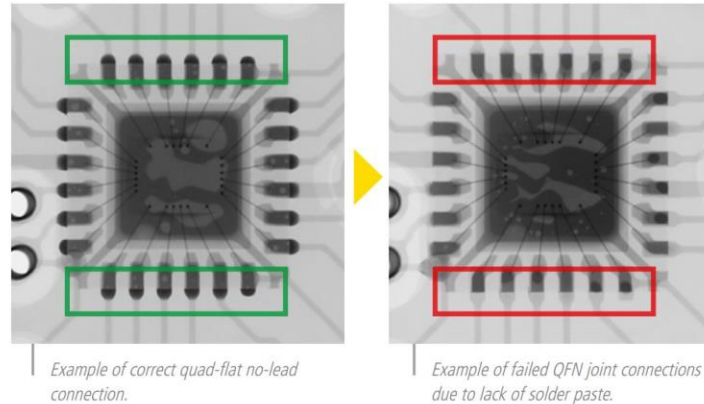 Example of correct quad-flat no-lead
connection.
Example of failed QFN joint connections
due to lack of solder paste.